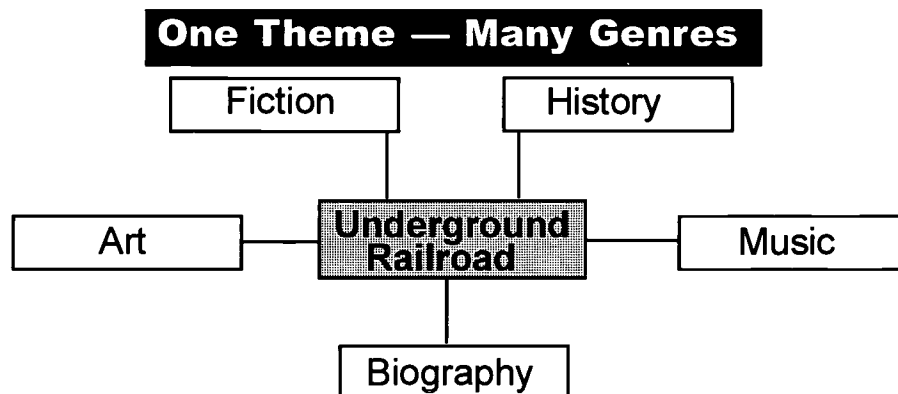 One Theme — Many Genres
Fiction
History
Art
Underground
Railroad
Music
Biography